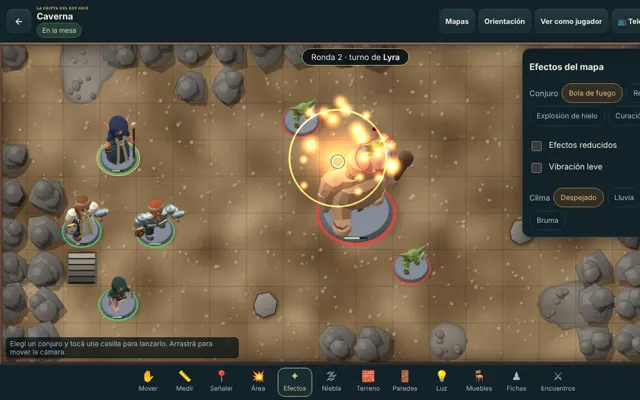 LA CRIPTA DEL REY GRIS
Caverna
En la mesa
Mapas
Orientación
Ver como jugador
Ronda 2 · turno de Lyra
Efectos del mapa
Conjuro
Bola de fuego
Explosión de hielo
Efectos reducidos
Vibración leve
Clima
Despejado
Lluvia
Bruma
Elegí un conjuro y tocá una casilla para lanzarlo. Arrastrá para
mover la cámara.
Mover
Medir
Señalar
Área
Efectos
Niebla
Terreno
Paredes
Luz
Muebles
Fichas
Encuentros